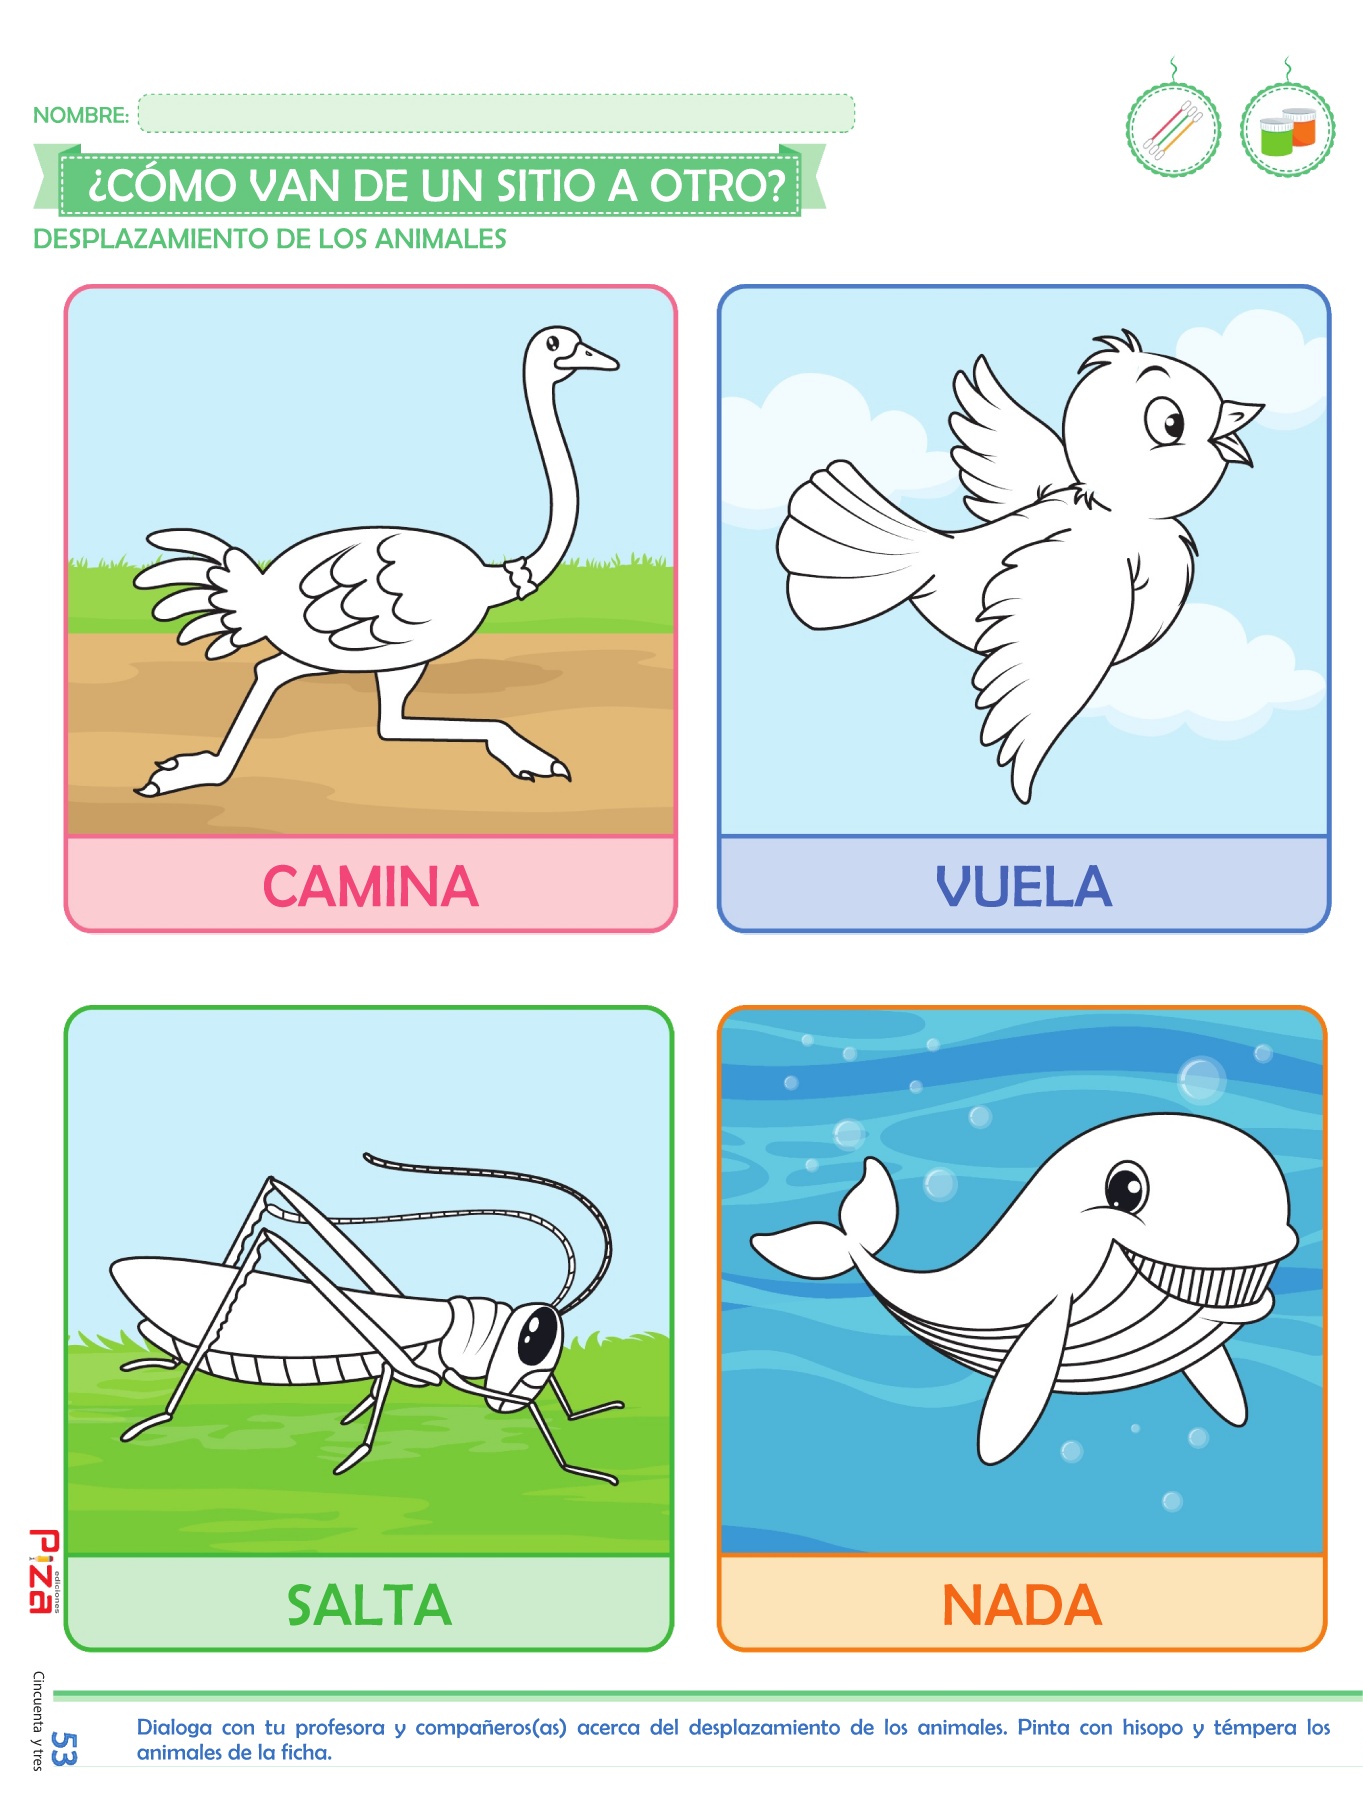 NOMBRE:
¿CÓMO VAN DE UN SITIO A OTRO?
DESPLAZAMIENTO DE LOS ANIMALES
CAMINA
VUELA
SALTA
NADA
PIZA
ediciones
Cincuenta y tres
53
Dialoga con tu profesora y compañeros(as) acerca del desplazamiento de los animales. Pinta con hisopo y témpera los
animales de la ficha.